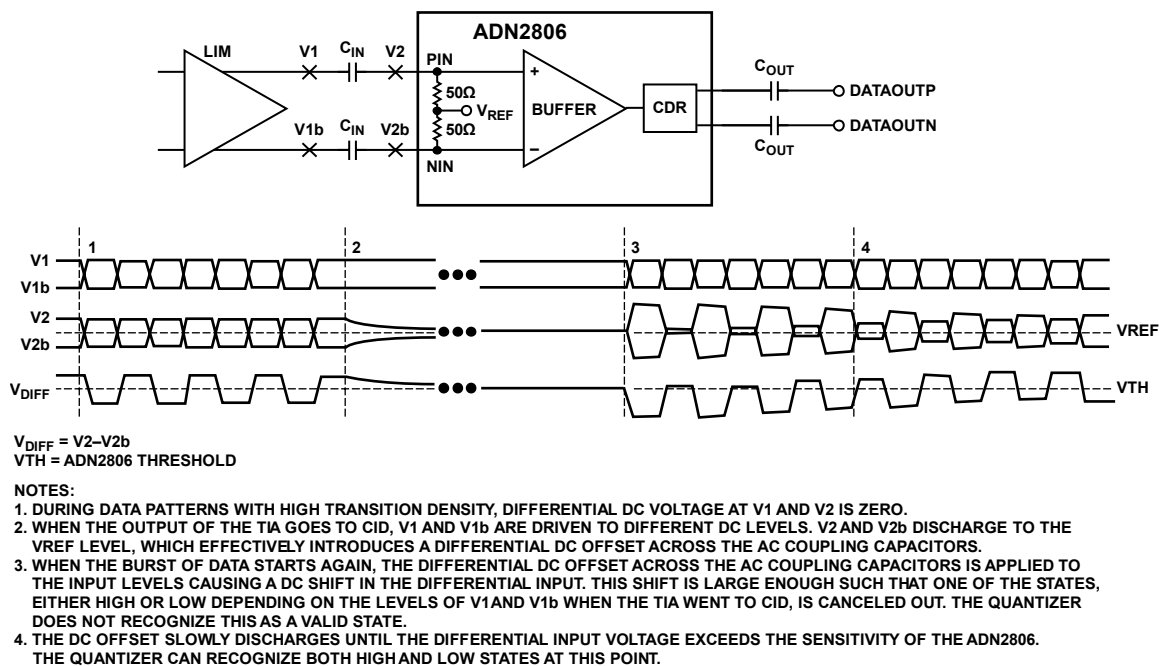 ADN2806
LIM
V1
CIN
V2
PIN
COUT
+
50Ω
VREF
50Ω
BUFFER
CDR
DATAOUTP
V1b
CIN
V2b
–
DATAOUTN
NIN
COUT
1
2
3
4
V1
V1b
V2
VREF
V2b
VDIFF
VTH
VDIFF = V2–V2b
VTH = ADN2806 THRESHOLD
NOTES:
1. DURING DATA PATTERNS WITH HIGH TRANSITION DENSITY, DIFFERENTIAL DC VOLTAGE AT V1 AND V2 IS ZERO.
2. WHEN THE OUTPUT OF THE TIA GOES TO CID, V1 AND V1b ARE DRIVEN TO DIFFERENT DC LEVELS. V2 AND V2b DISCHARGE TO THE
VREF LEVEL, WHICH EFFECTIVELY INTRODUCES A DIFFERENTIAL DC OFFSET ACROSS THE AC COUPLING CAPACITORS.
3. WHEN THE BURST OF DATA STARTS AGAIN, THE DIFFERENTIAL DC OFFSET ACROSS THE AC COUPLING CAPACITORS IS APPLIED TO
THE INPUT LEVELS CAUSING A DC SHIFT IN THE DIFFERENTIAL INPUT. THIS SHIFT IS LARGE ENOUGH SUCH THAT ONE OF THE STATES,
EITHER HIGH OR LOW DEPENDING ON THE LEVELS OF V1 AND V1b WHEN THE TIA WENT TO CID, IS CANCELED OUT. THE QUANTIZER
DOES NOT RECOGNIZE THIS AS A VALID STATE.
4. THE DC OFFSET SLOWLY DISCHARGES UNTIL THE DIFFERENTIAL INPUT VOLTAGE EXCEEDS THE SENSITIVITY OF THE ADN2806.
THE QUANTIZER CAN RECOGNIZE BOTH HIGH AND LOW STATES AT THIS POINT.